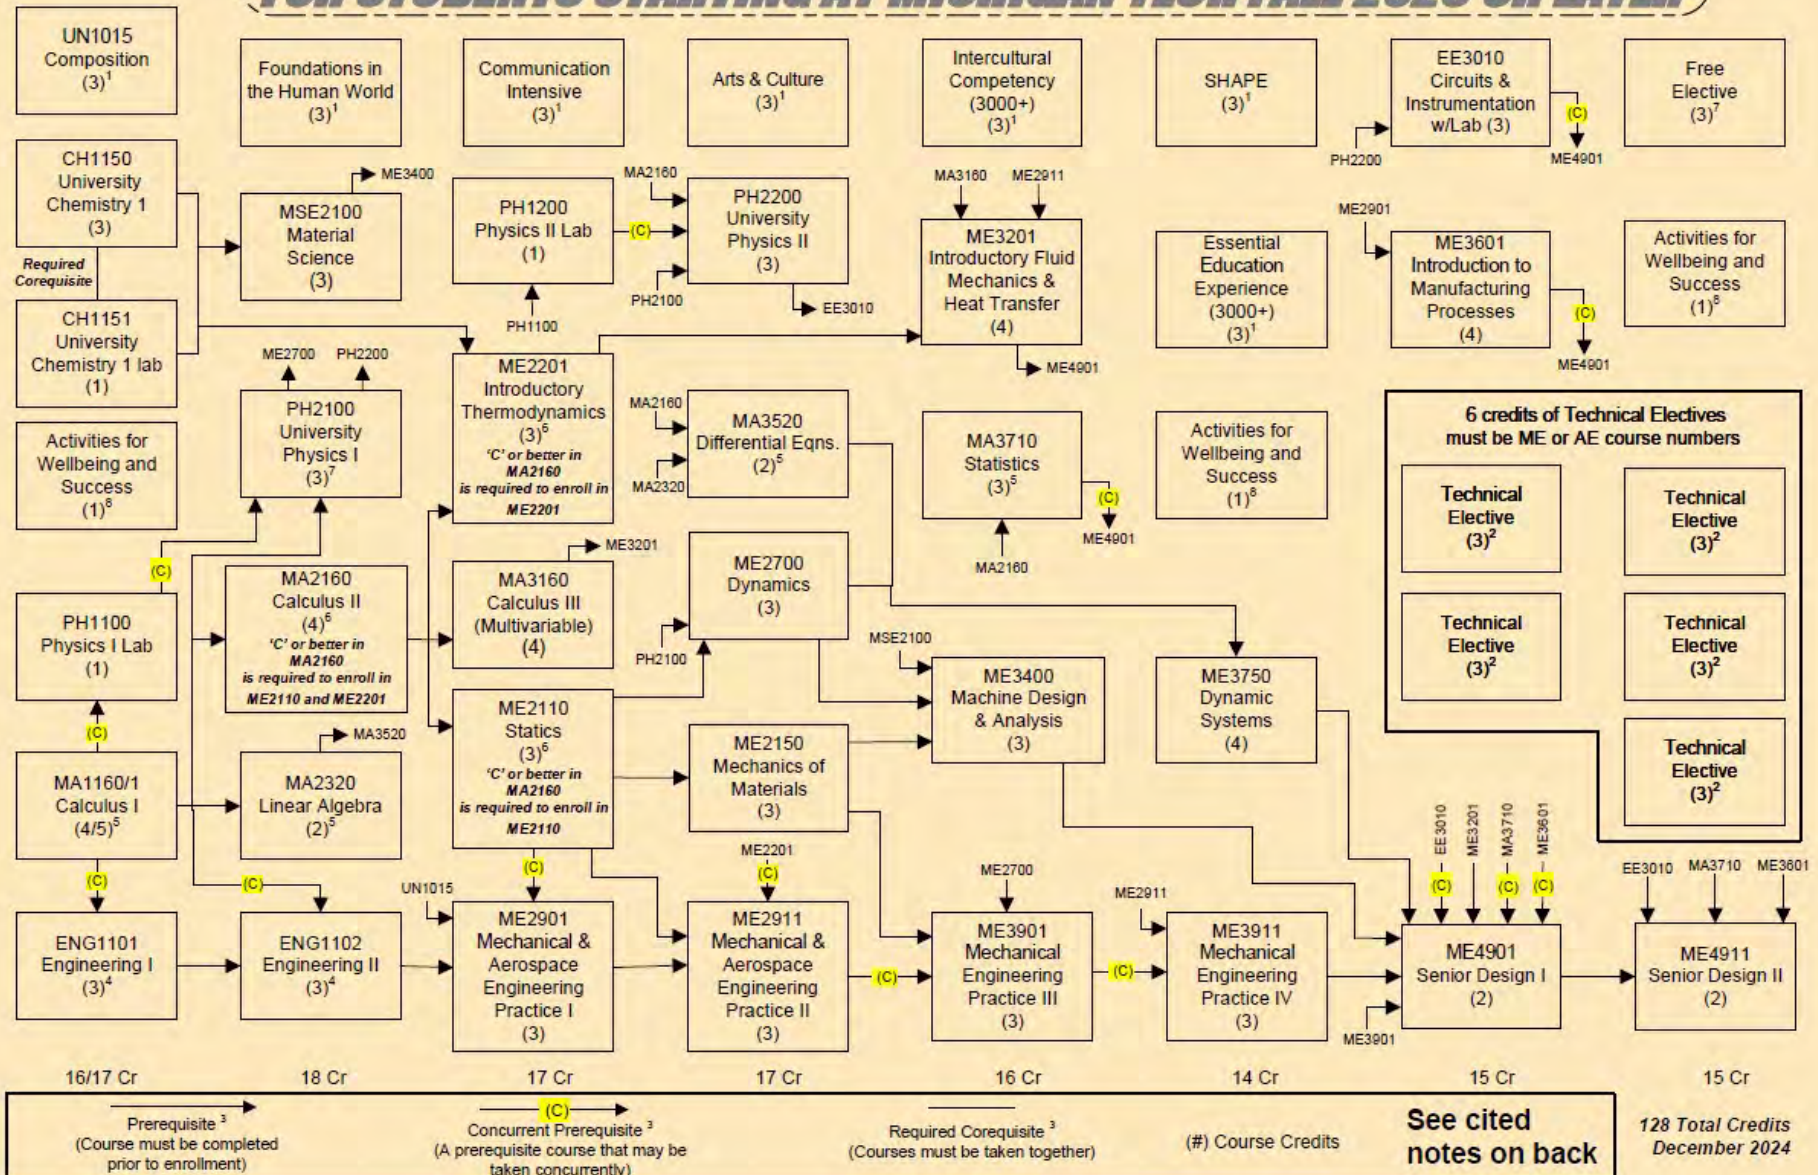 FOR STUDENTS STARTING AT MICHIGAN TECH FALL 2025 OR LATER
UN1015
Composition
(3)¹
CH1150
University
Chemistry 1
(3)
Required
Corequisite
CH1151
University
Chemistry 1 lab
(1)
Activities for
Wellbeing and
Success
(1)⁸
(C)
PH1100
Physics I Lab
(1)
(C)
MA1160/1
Calculus I
(4/5)⁵
(C)
ENG1101
Engineering I
(3)⁴
16/17 Cr
Foundations in
the Human World
(3)¹
ME3400
MSE2100
Material
Science
(3)
ME2700 PH2200
PH2100
University
Physics I
(3)⁷
MA2160
Calculus II
(4)⁶
'C' or better in
MA2160
is required to enroll in
ME2110 and ME2201
MA3520
MA2320
Linear Algebra
(2)⁵
(C)
ENG1102
Engineering II
(3)⁴
18 Cr
Communication
Intensive
(3)¹
PH1200
Physics II Lab
(1)
(C)
PH1100
ME2201
Introductory
Thermodynamics
(3)⁶
'C' or better in
MA2160
is required to enroll in
ME2201
ME3201
MA3160
Calculus III
(Multivariable)
(4)
ME2110
Statics
(3)⁶
'C' or better in
MA2160
is required to enroll in
ME2110
(C)
UN1015
ME2901
Mechanical &
Aerospace
Engineering
Practice I
(3)
17 Cr
Arts & Culture
(3)¹
MA2160
PH2200
University
Physics II
(3)
PH2100
EE3010
MA2160
MA3520
Differential Eqns.
(2)⁵
MA2320
ME2700
Dynamics
(3)
PH2100
ME2150
Mechanics of
Materials
(3)
ME2201
(C)
ME2911
Mechanical &
Aerospace
Engineering
Practice II
(3)
(C)
17 Cr
Intercultural
Competency
(3000+)
(3)¹
MA3160 ME2911
ME3201
Introductory Fluid
Mechanics &
Heat Transfer
(4)
ME4901
MA3710
Statistics
(3)⁵
(C)
ME4901
MA2160
MSE2100
ME3400
Machine Design
& Analysis
(3)
ME2700
ME3901
Mechanical
Engineering
Practice III
(3)
(C)
16 Cr
SHAPE
(3)¹
Essential
Education
Experience
(3000+)
(3)¹
Activities for
Wellbeing and
Success
(1)⁸
ME3750
Dynamic
Systems
(4)
ME2911
ME3911
Mechanical
Engineering
Practice IV
(3)
14 Cr
EE3010
Circuits &
Instrumentation
w/Lab (3)
PH2200
(C)
ME4901
ME2901
ME3601
Introduction to
Manufacturing
Processes
(4)
(C)
ME4901
Free
Elective
(3)⁷
Activities for
Wellbeing and
Success
(1)⁸
6 credits of Technical Electives
must be ME or AE course numbers
Technical
Elective
(3)²
Technical
Elective
(3)²
Technical
Elective
(3)²
Technical
Elective
(3)²
Technical
Elective
(3)²
EE3010
(C)
ME3201
MA3710
(C)
ME3601
(C)
ME4901
Senior Design I
(2)
ME3901
15 Cr
EE3010 MA3710 ME3601
ME4911
Senior Design II
(2)
15 Cr
Prerequisite ³
(Course must be completed
prior to enrollment)
(C)
Concurrent Prerequisite ³
(A prerequisite course that may be
taken concurrently)
Required Corequisite ³
(Courses must be taken together)
(#) Course Credits
See cited
notes on back
128 Total Credits
December 2024